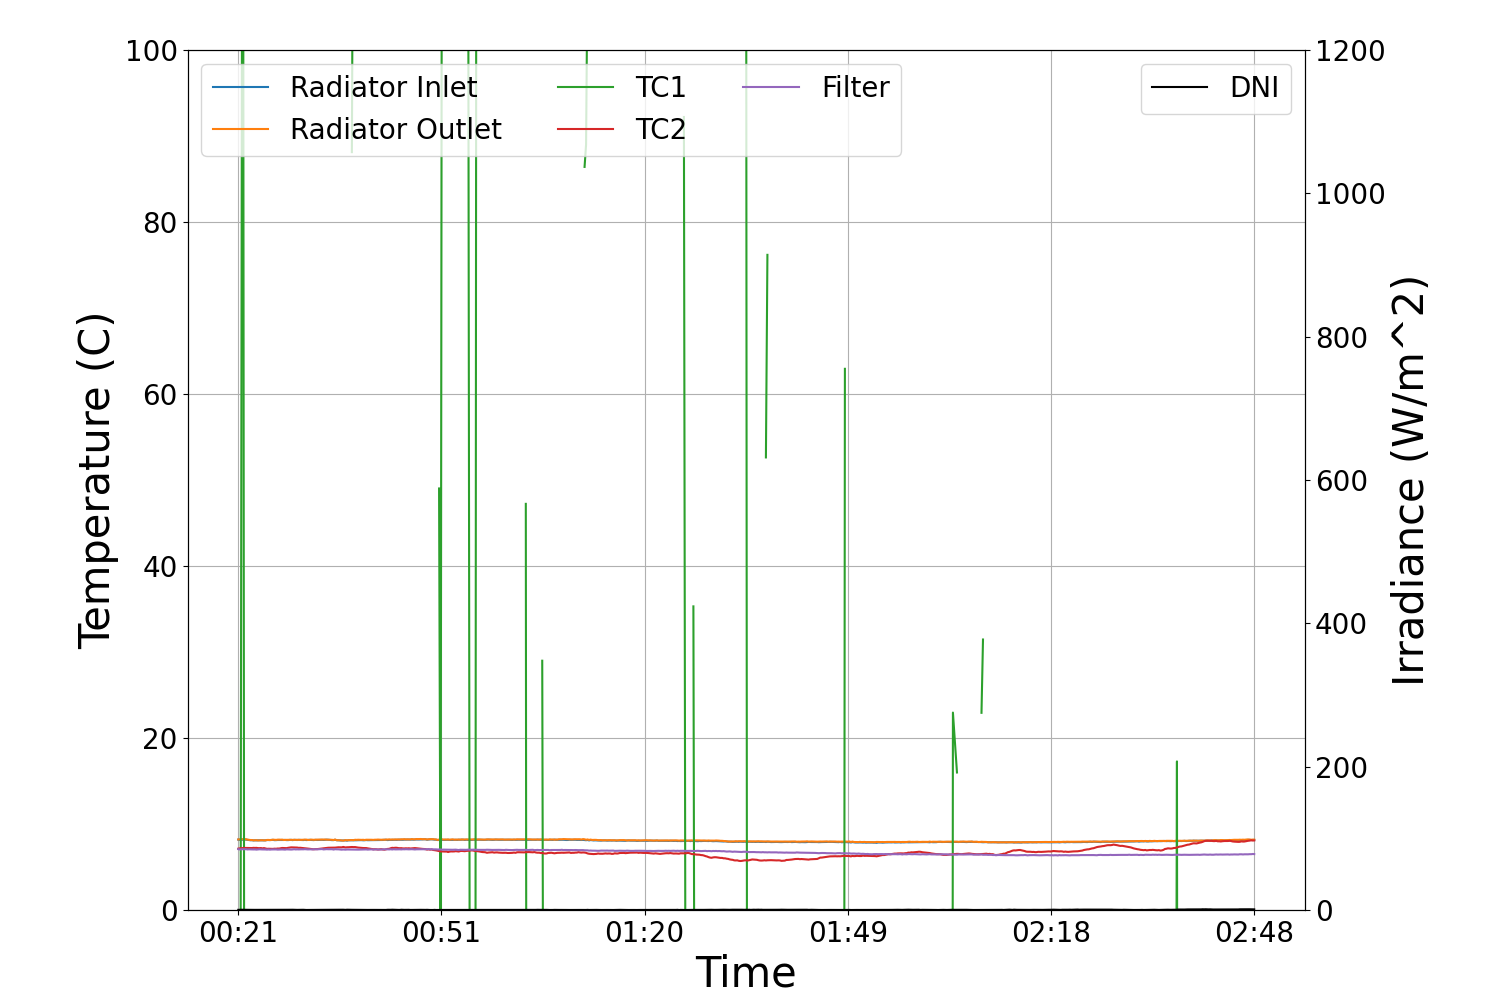 100
80
60
40
20
0
Temperature (C)
Radiator Inlet
Radiator Outlet
TC1
TC2
Filter
DNI
1200
1000
800
600
400
200
0
Irradiance (W/m^2)
00:21 00:51 01:20 01:49 02:18 02:48
Time